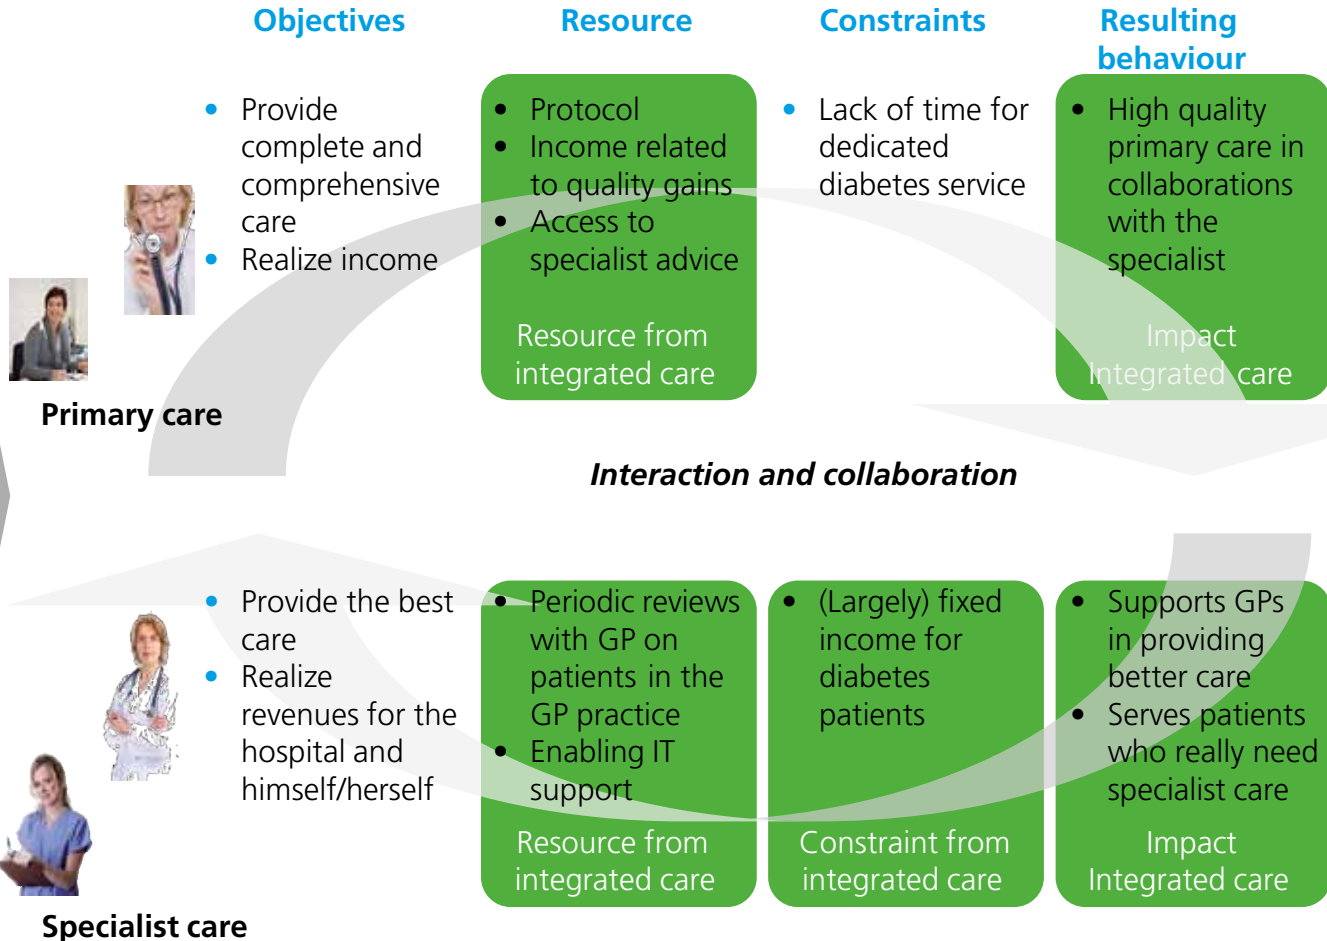 Objectives
Resource
Constraints
Resulting
behaviour
• Provide
complete and
comprehensive
care
• Realize income
• Protocol
• Income related
to quality gains
• Access to
specialist advice
Resource from
integrated care
• Lack of time for
dedicated
diabetes service
• High quality
primary care in
collaborations
with the
specialist
Impact
Integrated care
Primary care
Interaction and collaboration
• Provide the best
care
• Realize
revenues for the
hospital and
himself/herself
• Periodic reviews
with GP on
patients in the
GP practice
• Enabling IT
support
Resource from
integrated care
• (Largely) fixed
income for
diabetes
patients
Constraint from
integrated care
• Supports GPs
in providing
better care
• Serves patients
who really need
specialist care
Impact
Integrated care
Specialist care